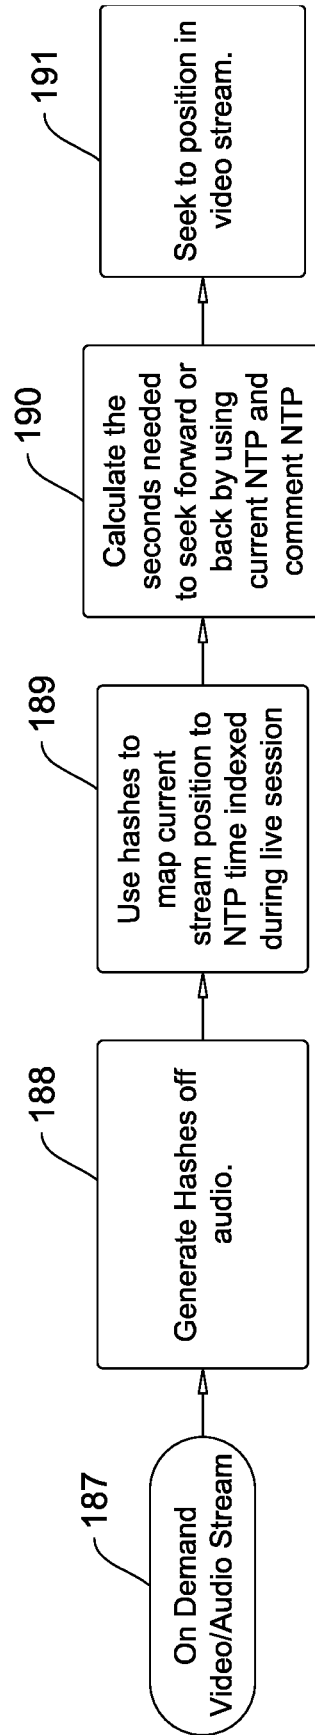 187
On Demand
Video/Audio Stream
188
Generate Hashes off
audio.
189
Use hashes to
map current
stream position to
NTP time indexed
during live session
190
Calculate the
seconds needed
to seek forward or
back by using
current NTP and
comment NTP
191
Seek to position in
video stream.